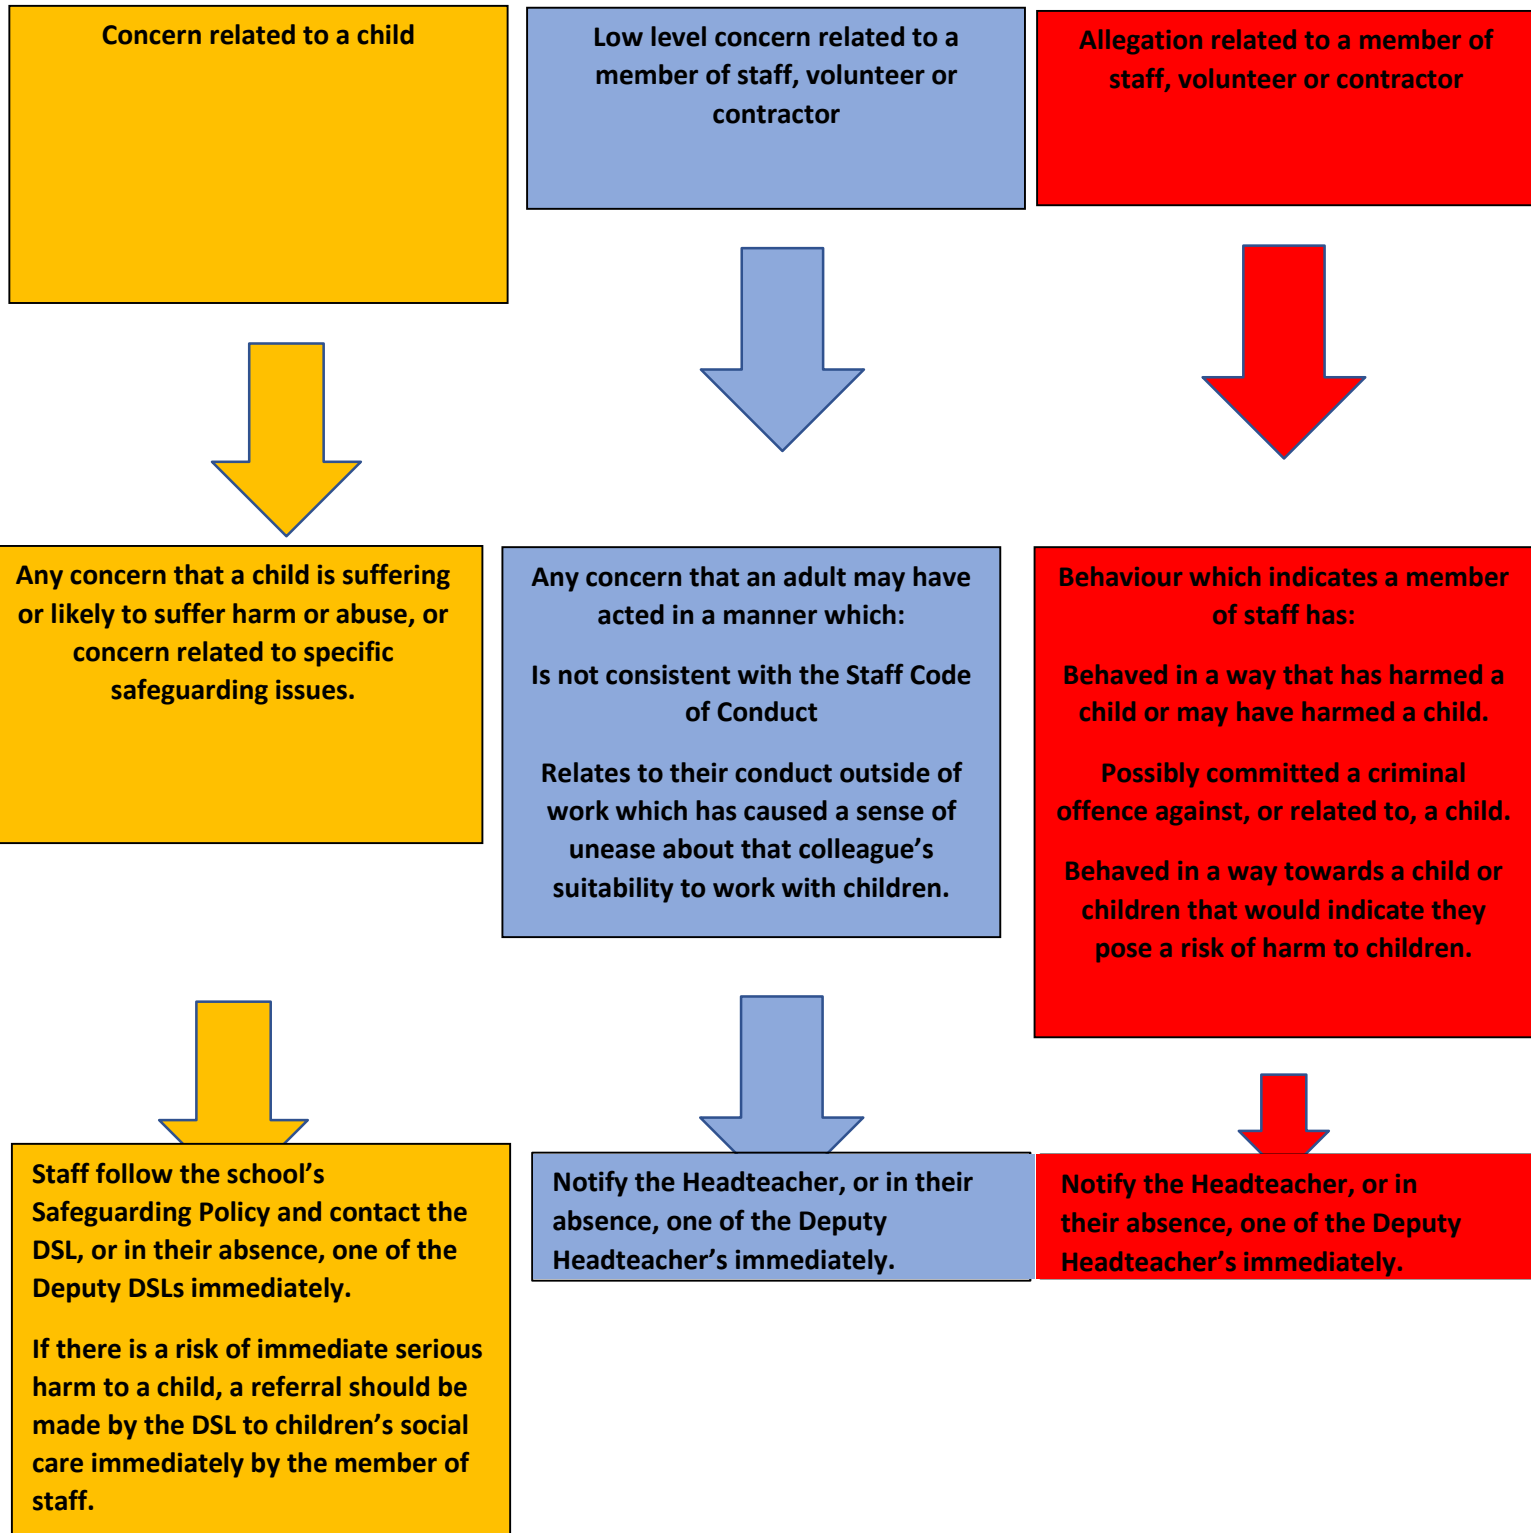 Concern related to a child
Low level concern related to a
member of staff, volunteer or
contractor
Allegation related to a member of
staff, volunteer or contractor
Any concern that a child is suffering
or likely to suffer harm or abuse, or
concern related to specific
safeguarding issues.
Any concern that an adult may have
acted in a manner which:
Is not consistent with the Staff Code
of Conduct
Relates to their conduct outside of
work which has caused a sense of
unease about that colleague’s
suitability to work with children.
Behaviour which indicates a member
of staff has:
Behaved in a way that has harmed a
child or may have harmed a child.
Possibly committed a criminal
offence against, or related to, a child.
Behaved in a way towards a child or
children that would indicate they
pose a risk of harm to children.
Staff follow the school’s
Safeguarding Policy and contact the
DSL, or in their absence, one of the
Deputy DSLs immediately.
If there is a risk of immediate serious
harm to a child, a referral should be
made by the DSL to children’s social
care immediately by the member of
staff.
Notify the Headteacher, or in their
absence, one of the Deputy
Headteacher’s immediately.
Notify the Headteacher, or in
their absence, one of the Deputy
Headteacher’s immediately.